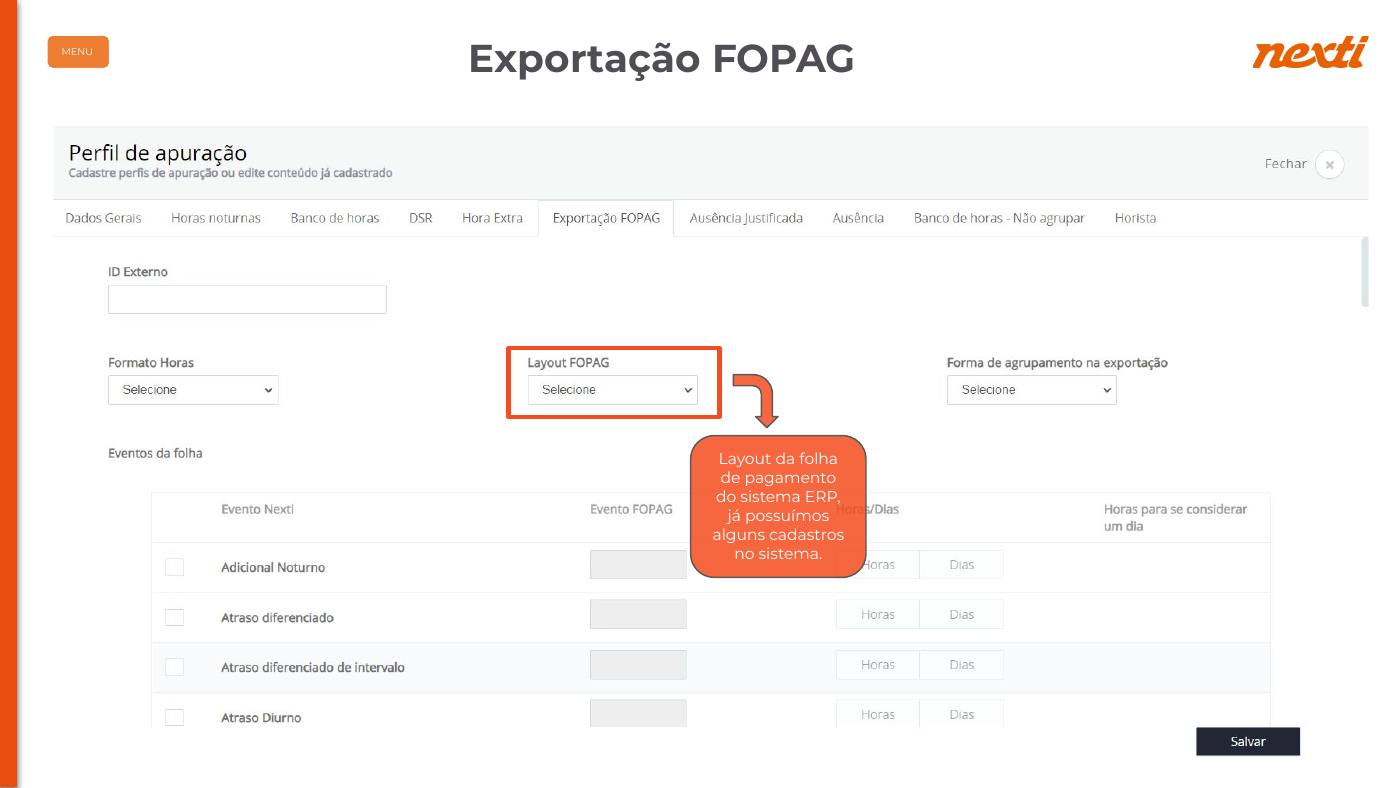 MENU
Exportação FOPAG
nexti
Perfil de apuração
Cadastre perfis de apuração ou edite conteúdo já cadastrado
Fechar
Dados Gerais
Horas noturnas
Banco de horas
DSR
Hora Extra
Exportação FOPAG
Ausência Justificada
Ausência
Banco de horas - Não agrupar
Horista
ID Externo
Formato Horas
Selecione
Layout FOPAG
Selecione
Forma de agrupamento na exportação
Selecione
Layout da folha
de pagamento
do sistema ERP,
já possuímos
alguns cadastros
no sistema.
Eventos da folha
Evento Nexti
Evento FOPAG
Horas/Dias
Horas para se considerar
um dia
Adicional Noturno
Horas
Dias
Atraso diferenciado
Horas
Dias
Atraso diferenciado de intervalo
Horas
Dias
Atraso Diurno
Horas
Dias
Salvar